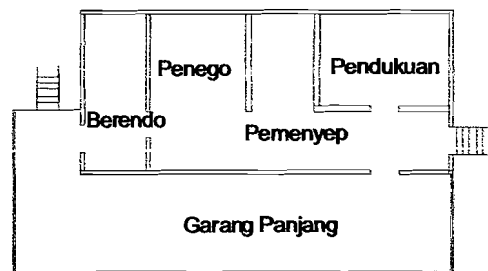 Penego
Pendukuan
Berendo
Pemenyep
Garang Panjang